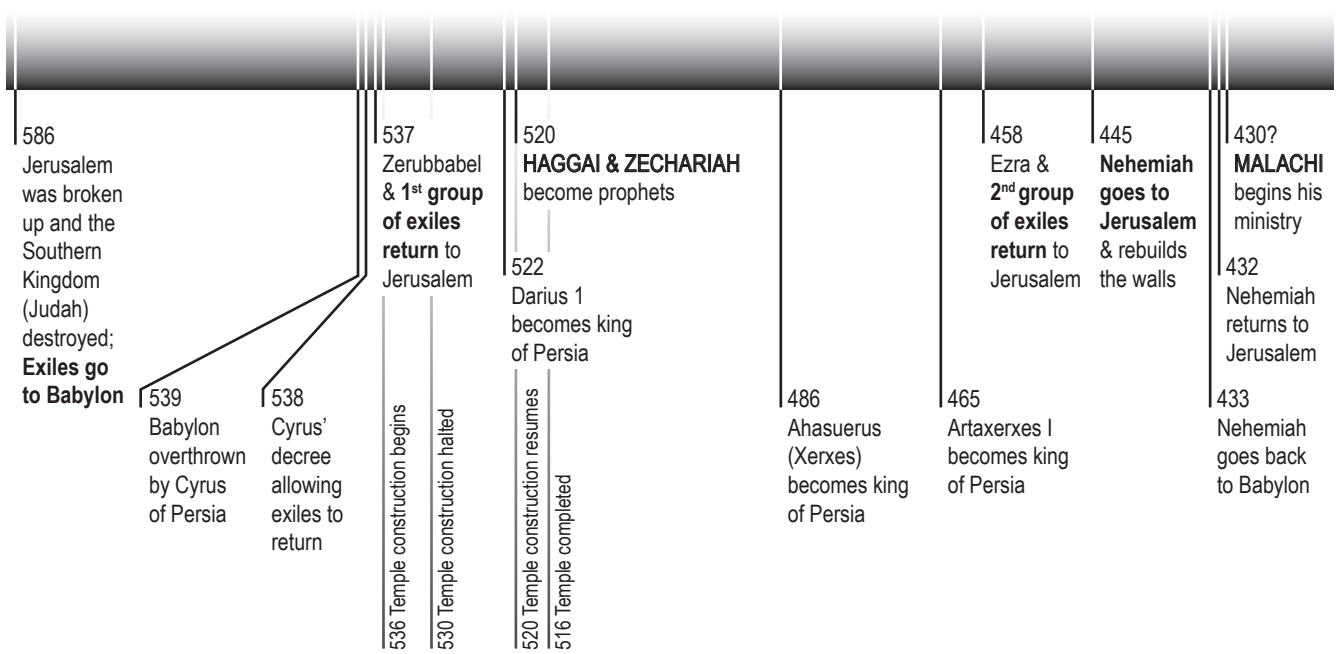 586
Jerusalem
was broken
up and the
Southern
Kingdom
(Judah)
destroyed;
Exiles go
to Babylon
539
Babylon
overthrown
by Cyrus
of Persia
538
Cyrus’
decree
allowing
exiles to
return
537
Zerubbabel
& 1st group
of exiles
return to
Jerusalem
536 Temple construction begins
530 Temple construction halted
522
Darius 1
becomes king
of Persia
520
HAGGAI & ZECHARIAH
become prophets
520 Temple construction resumes
516 Temple completed
486
Ahasuerus
(Xerxes)
becomes king
of Persia
465
Artaxerxes I
becomes king
of Persia
458
Ezra &
2nd group
of exiles
return to
Jerusalem
445
Nehemiah
goes to
Jerusalem
& rebuilds
the walls
433
Nehemiah
goes back
to Babylon
432
Nehemiah
returns to
Jerusalem
430?
MALACHI
begins his
ministry